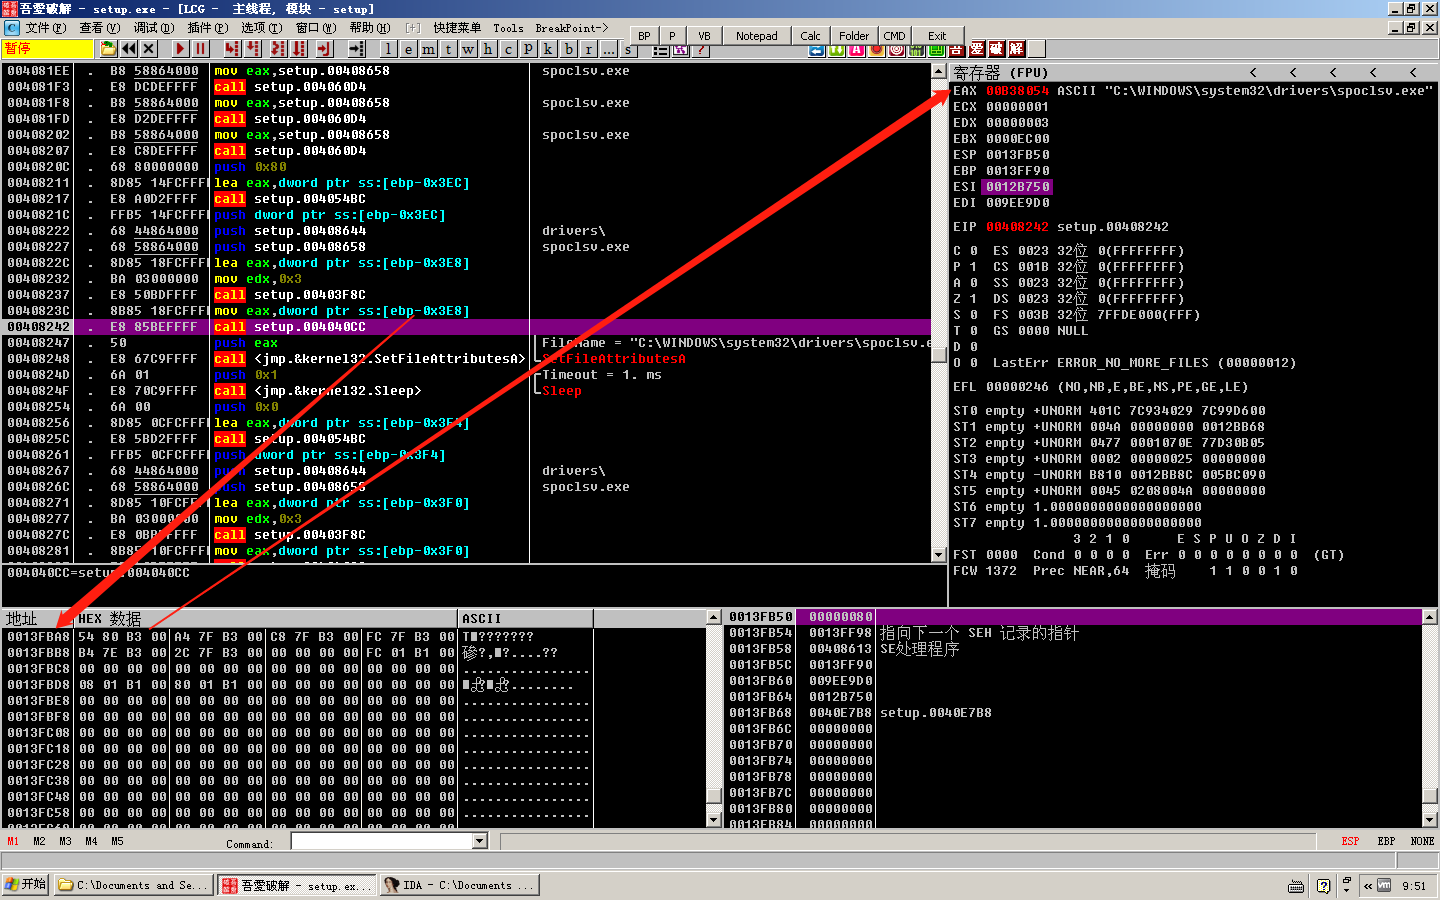 吾愛破解 - setup.exe - [LCG -  主线程, 模块 - setup]
文件(F) 查看(V) 调试(D) 插件(P) 选项(T) 窗口(W) 帮助(H) [+] 快捷菜单 Tools BreakPoint->
BP P VB Notepad Calc Folder CMD Exit
暂停
l e m t w h c p k b r ... s
004081EE . B8 58864000 mov eax,setup.00408658 spoclsv.exe
004081F3 . E8 DCDEFFFF call setup.004060D4
004081F8 . B8 58864000 mov eax,setup.00408658 spoclsv.exe
004081FD . E8 D2DEFFFF call setup.004060D4
00408202 . B8 58864000 mov eax,setup.00408658 spoclsv.exe
00408207 . E8 C8DEFFFF call setup.004060D4
0040820C . 68 80000000 push 0x80
00408211 . 8D85 14FCFFFF lea eax,dword ptr ss:[ebp-0x3EC]
00408217 . E8 A0D2FFFF call setup.004054BC
0040821C . FFB5 14FCFFFF push dword ptr ss:[ebp-0x3EC]
00408222 . 68 44864000 push setup.00408644 drivers\
00408227 . 68 58864000 push setup.00408658 spoclsv.exe
0040822C . 8D85 18FCFFFF lea eax,dword ptr ss:[ebp-0x3E8]
00408232 . BA 03000000 mov edx,0x3
00408237 . E8 50BDFFFF call setup.00403F8C
0040823C . 8B85 18FCFFFF mov eax,dword ptr ss:[ebp-0x3E8]
00408242 . E8 85BEFFFF call setup.004040CC
00408247 . 50 push eax FileName = "C:\WINDOWS\system32\drivers\spoclsv.e
00408248 . E8 67C9FFFF call <jmp.&kernel32.SetFileAttributesA> SetFileAttributesA
0040824D . 6A 01 push 0x1 Timeout = 1. ms
0040824F . E8 70C9FFFF call <jmp.&kernel32.Sleep> Sleep
00408254 . 6A 00 push 0x0
00408256 . 8D85 0CFCFFFF lea eax,dword ptr ss:[ebp-0x3F4]
0040825C . E8 5BD2FFFF call setup.004054BC
00408261 . FFB5 0CFCFFFF push dword ptr ss:[ebp-0x3F4]
00408267 . 68 44864000 push setup.00408644 drivers\
0040826C . 68 58864000 push setup.00408658 spoclsv.exe
00408271 . 8D85 10FCFFFF lea eax,dword ptr ss:[ebp-0x3F0]
00408277 . BA 03000000 mov edx,0x3
0040827C . E8 0BBDFFFF call setup.00403F8C
00408281 . 8B85 10FCFFFF mov eax,dword ptr ss:[ebp-0x3F0]
004040CC=setup.004040CC
寄存器 (FPU) < < < < <
EAX 00B38054 ASCII "C:\WINDOWS\system32\drivers\spoclsv.exe"
ECX 00000001
EDX 00000003
EBX 0000EC00
ESP 0013FB50
EBP 0013FF90
ESI 0012B750
EDI 009EE9D0
EIP 00408242 setup.00408242
C 0 ES 0023 32位 0(FFFFFFFF)
P 1 CS 001B 32位 0(FFFFFFFF)
A 0 SS 0023 32位 0(FFFFFFFF)
Z 1 DS 0023 32位 0(FFFFFFFF)
S 0 FS 003B 32位 7FFDE000(FFF)
T 0 GS 0000 NULL
D 0
O 0 LastErr ERROR_NO_MORE_FILES (00000012)
EFL 00000246 (NO,NB,E,BE,NS,PE,GE,LE)
ST0 empty +UNORM 401C 7C934029 7C99D600
ST1 empty +UNORM 004A 00000000 0012BB68
ST2 empty +UNORM 0477 0001070E 77D30B05
ST3 empty +UNORM 0002 00000025 00000000
ST4 empty -UNORM B810 0012BB8C 005BC090
ST5 empty +UNORM 0045 0208004A 00000000
ST6 empty 1.0000000000000000000
ST7 empty 1.0000000000000000000
3 2 1 0 E S P U O Z D I
FST 0000 Cond 0 0 0 0 Err 0 0 0 0 0 0 0 0 (GT)
FCW 1372 Prec NEAR,64 掩码 1 1 0 0 1 0
地址 HEX 数据 ASCII
0013FBA8 54 80 B3 00 A4 7F B3 00 C8 7F B3 00 FC 7F B3 00 T■???????
0013FBB8 B4 7E B3 00 2C 7F B3 00 00 00 00 00 FC 01 B1 00 磣?,■?....??
0013FBC8 00 00 00 00 00 00 00 00 00 00 00 00 00 00 00 00 ................
0013FBD8 08 01 B1 00 80 01 B1 00 00 00 00 00 00 00 00 00
0013FBE8 00 00 00 00 00 00 00 00 00 00 00 00 00 00 00 00 ................
0013FBF8 00 00 00 00 00 00 00 00 00 00 00 00 00 00 00 00 ................
0013FC08 00 00 00 00 00 00 00 00 00 00 00 00 00 00 00 00 ................
0013FC18 00 00 00 00 00 00 00 00 00 00 00 00 00 00 00 00 ................
0013FC28 00 00 00 00 00 00 00 00 00 00 00 00 00 00 00 00 ................
0013FC38 00 00 00 00 00 00 00 00 00 00 00 00 00 00 00 00 ................
0013FC48 00 00 00 00 00 00 00 00 00 00 00 00 00 00 00 00 ................
0013FC58 00 00 00 00 00 00 00 00 00 00 00 00 00 00 00 00 ................
0013FB50 00000080
0013FB54 0013FF98 指向下一个 SEH 记录的指针
0013FB58 00408613 SE处理程序
0013FB5C 0013FF90
0013FB60 009EE9D0
0013FB64 0012B750
0013FB68 0040E7B8 setup.0040E7B8
0013FB6C 00000000
0013FB70 00000000
0013FB74 00000000
0013FB78 00000000
0013FB7C 00000000
0013FB80 00000000
0013FB84 00000000
M1 M2 M3 M4 M5 Command: ESP EBP NONE
开始 C:\Documents and Se... 吾愛破解 - setup.ex... IDA - C:\Documents ... « 9:51